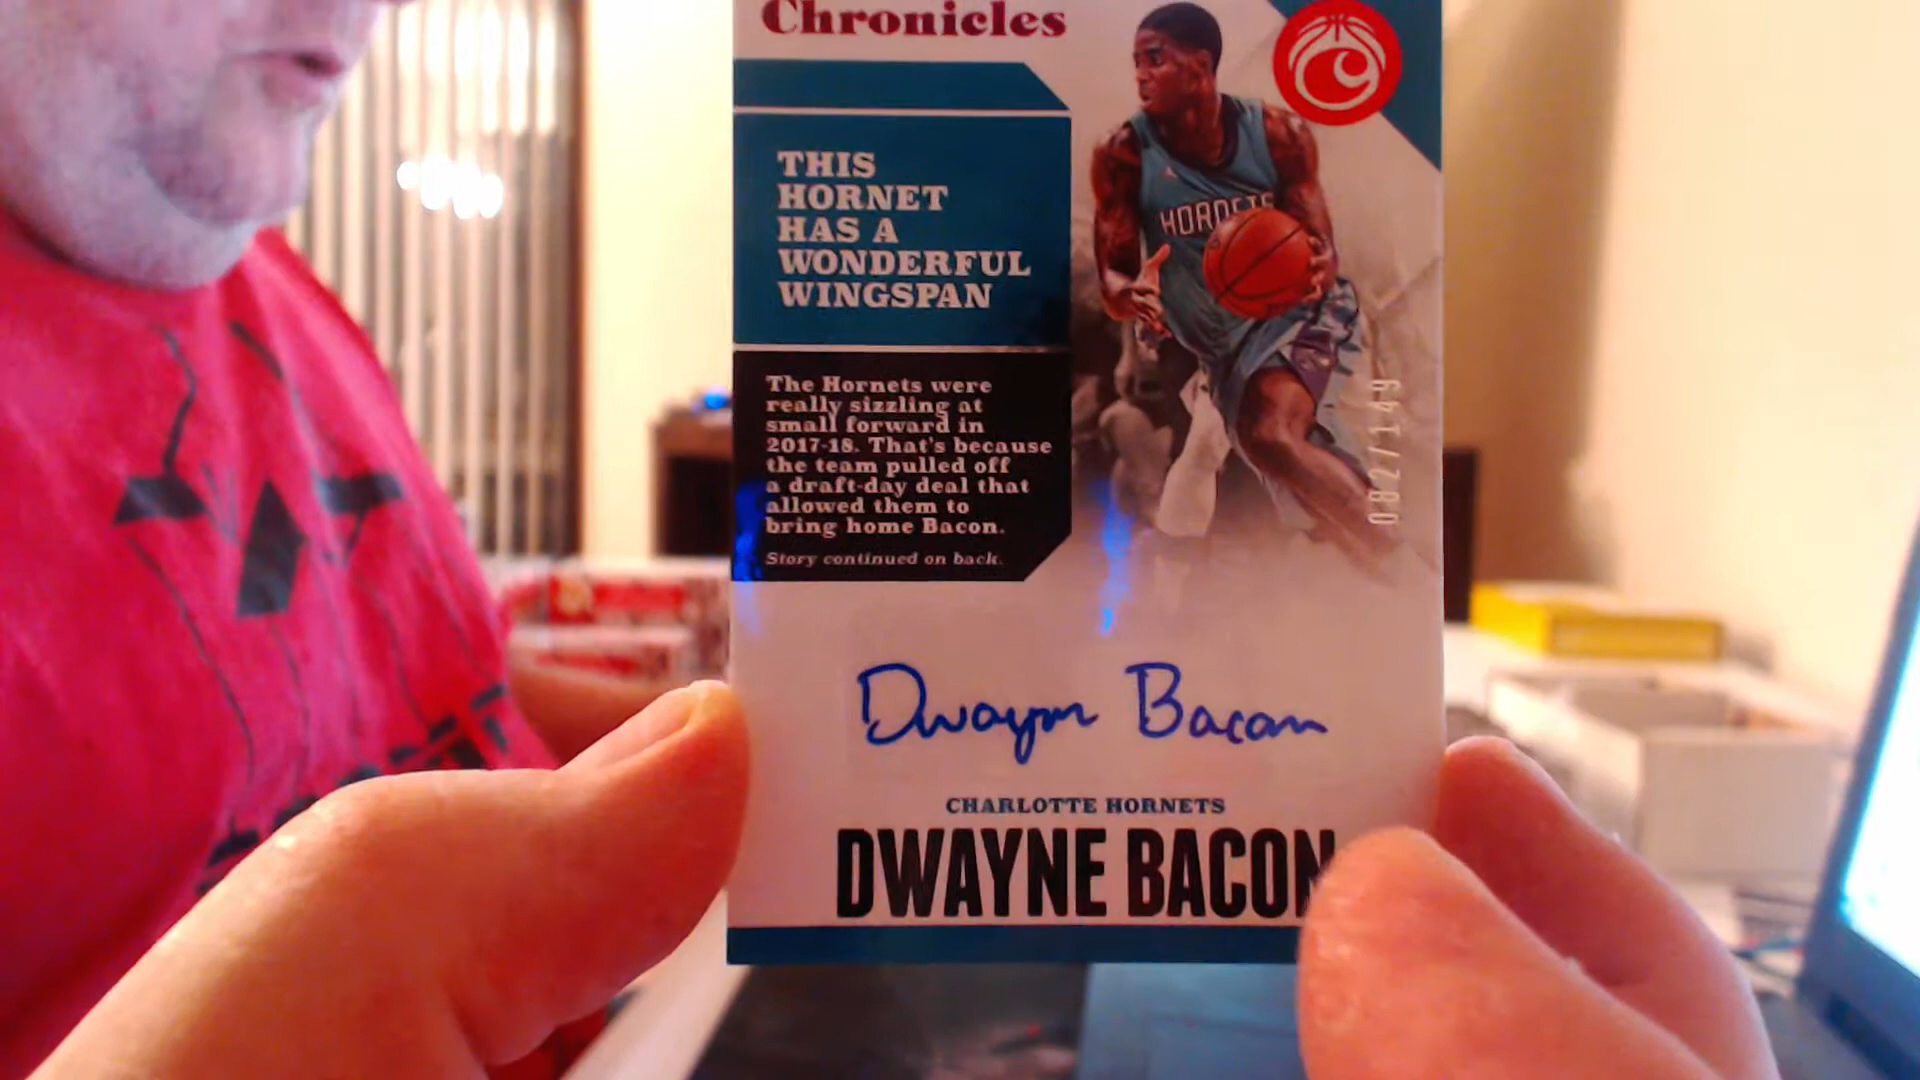 Chronicles
THIS
HORNET
HAS A
WONDERFUL
WINGSPAN
HORNETS
The Hornets were
really sizzling at
small forward in
2017-18. That's because
the team pulled off
a draft-day deal that
allowed them to
bring home Bacon.
Story continued on back.
082/149
Dwayne Bacon
CHARLOTTE HORNETS
DWAYNE BACON